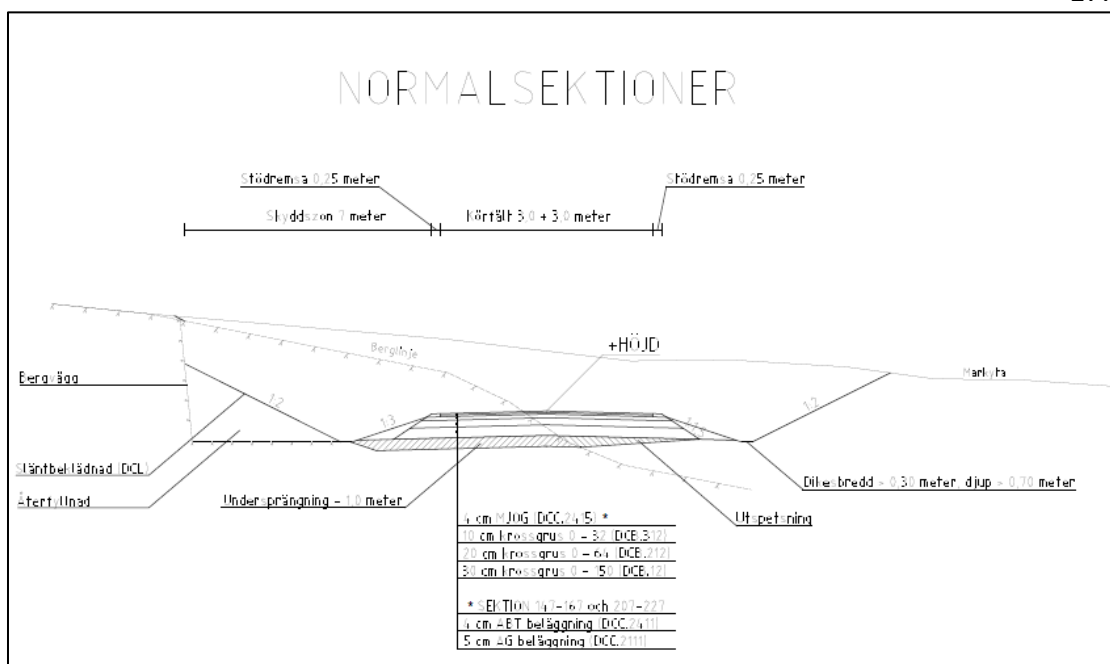 NORMALSEKTIONER
Stödremsa 0,25 meter
Stödremsa 0,25 meter
Skyddszon 7 meter
Körfält 3,0 + 3,0 meter
Berglinje
+HÖJD
Markyta
Bergvägg
1:2
1:3
1:2
Släntbeklädnad (DCL)
Återfyllnad
Undersprängning - 1,0 meter
Dikesbredd > 0,30 meter, djup > 0,70 meter
Utspetsning
4 cm MJOG (DCC.2415) *
10 cm krossgrus 0 - 32 (DCB.312)
20 cm krossgrus 0 - 64 (DCB.212)
30 cm krossgrus 0 - 150 (DCB.12)
* SEKTION 147-167 och 207-227
4 cm ABT beläggning (DCC.2411)
5 cm AG beläggning (DCC.2111)